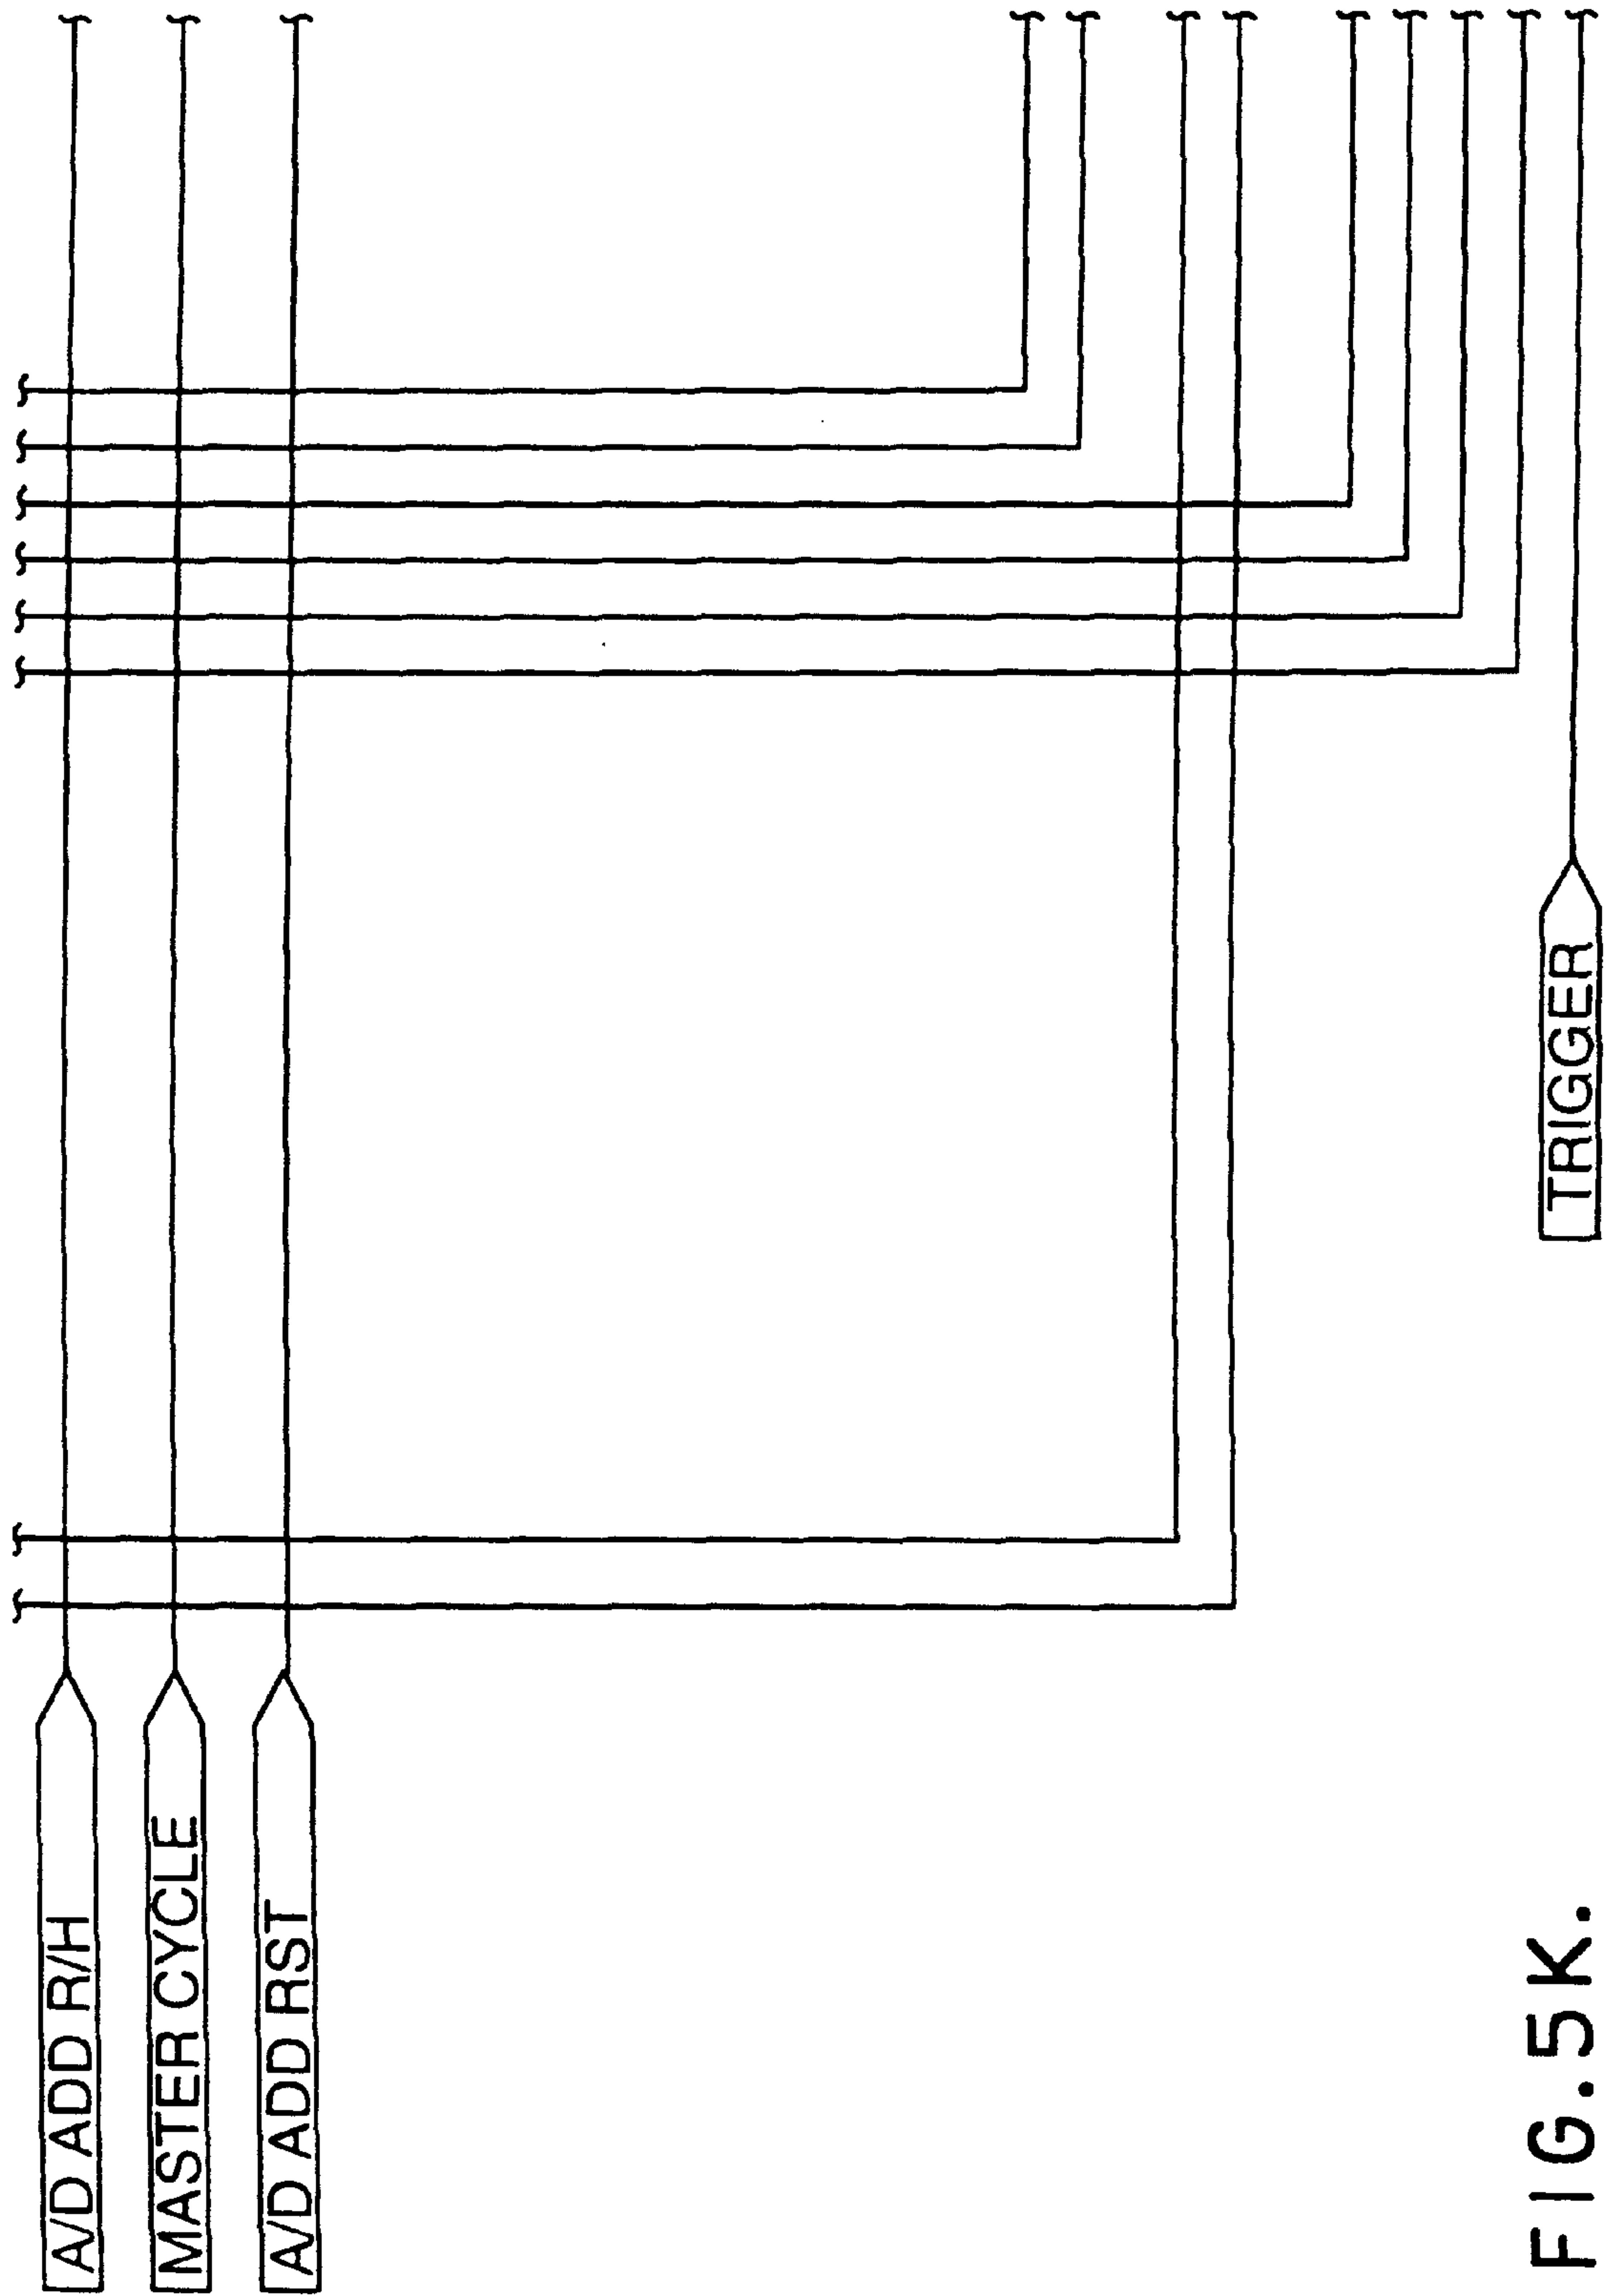 A/D ADD R/H
MASTER CYCLE
A/D ADD RST
TRIGGER
FIG.5K.